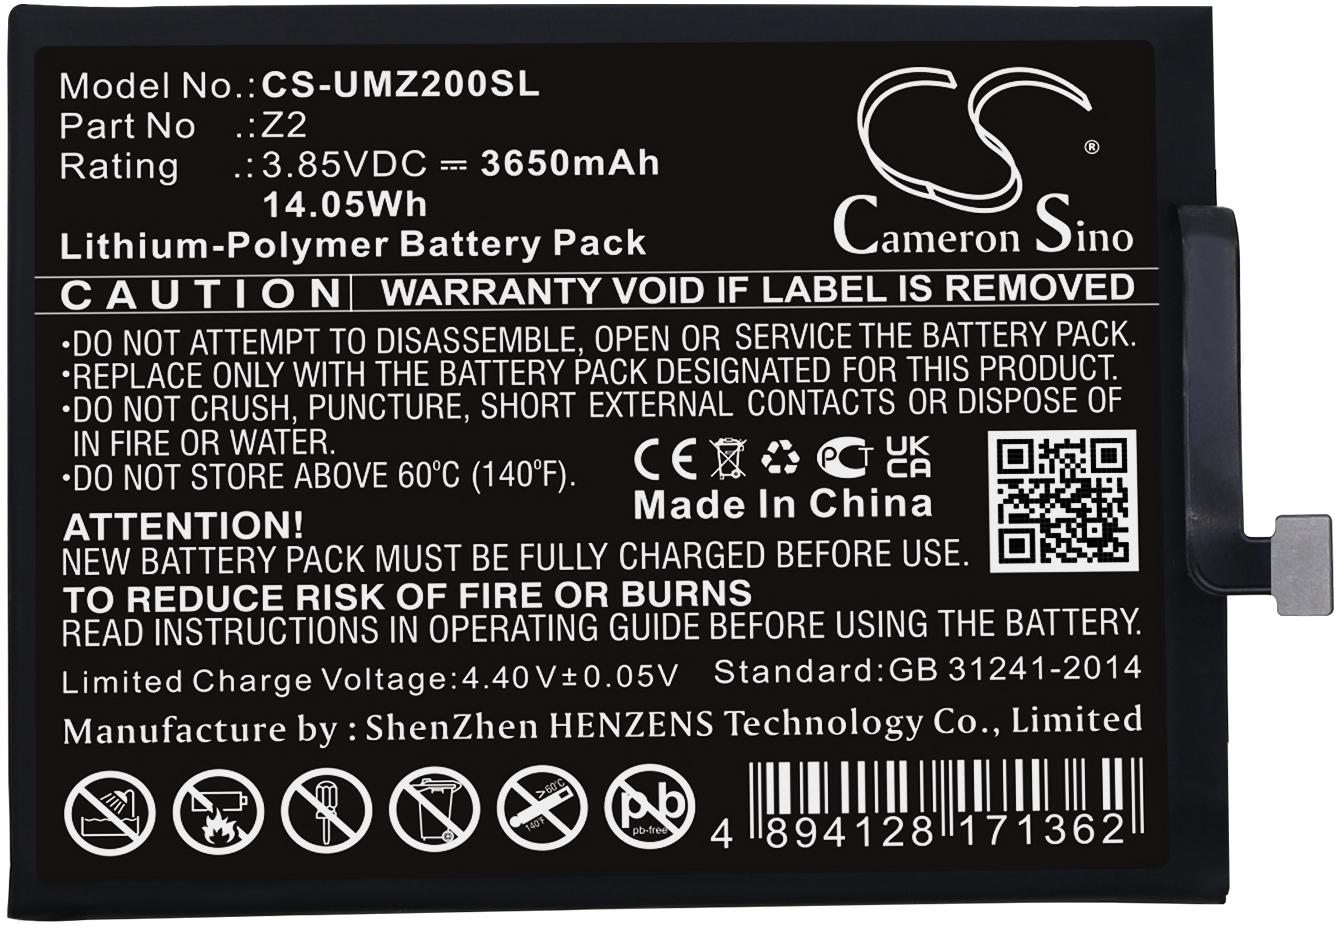 Model No.:CS-UMZ200SL
Part No .:Z2
Rating .:3.85VDC ⎓ 3650mAh
14.05Wh
Lithium-Polymer Battery Pack
CS
®
Cameron Sino
CAUTION| WARRANTY VOID IF LABEL IS REMOVED
•DO NOT ATTEMPT TO DISASSEMBLE, OPEN OR SERVICE THE BATTERY PACK.
•REPLACE ONLY WITH THE BATTERY PACK DESIGNATED FOR THIS PRODUCT.
•DO NOT CRUSH, PUNCTURE, SHORT EXTERNAL CONTACTS OR DISPOSE OF
IN FIRE OR WATER.
•DO NOT STORE ABOVE 60ºC (140ºF).
CE PCT UK
CA
Made In China
ATTENTION!
NEW BATTERY PACK MUST BE FULLY CHARGED BEFORE USE.
TO REDUCE RISK OF FIRE OR BURNS
READ INSTRUCTIONS IN OPERATING GUIDE BEFORE USING THE BATTERY.
Limited Charge Voltage:4.40V±0.05V Standard:GB 31241-2014
Manufacture by : ShenZhen HENZENS Technology Co., Limited
>60°C
140°F
pb
pb-free
4 894128 171362